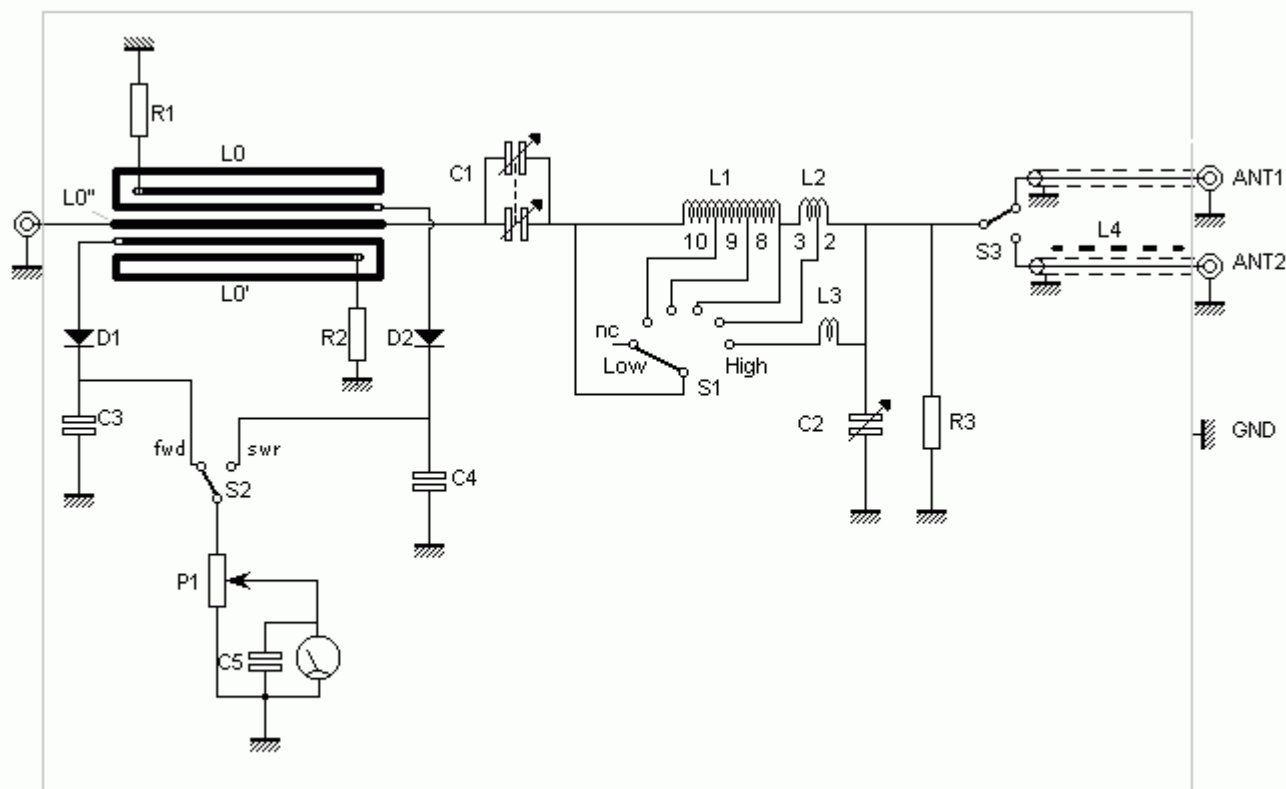 R1
L0
L0"
C1
L1
L2
ANT1
10
9
8
3
2
S3
L4
ANT2
L0'
L3
D1
R2
D2
nc
Low
High
S1
C3
C2
R3
GND
fwd
swr
S2
C4
P1
C5